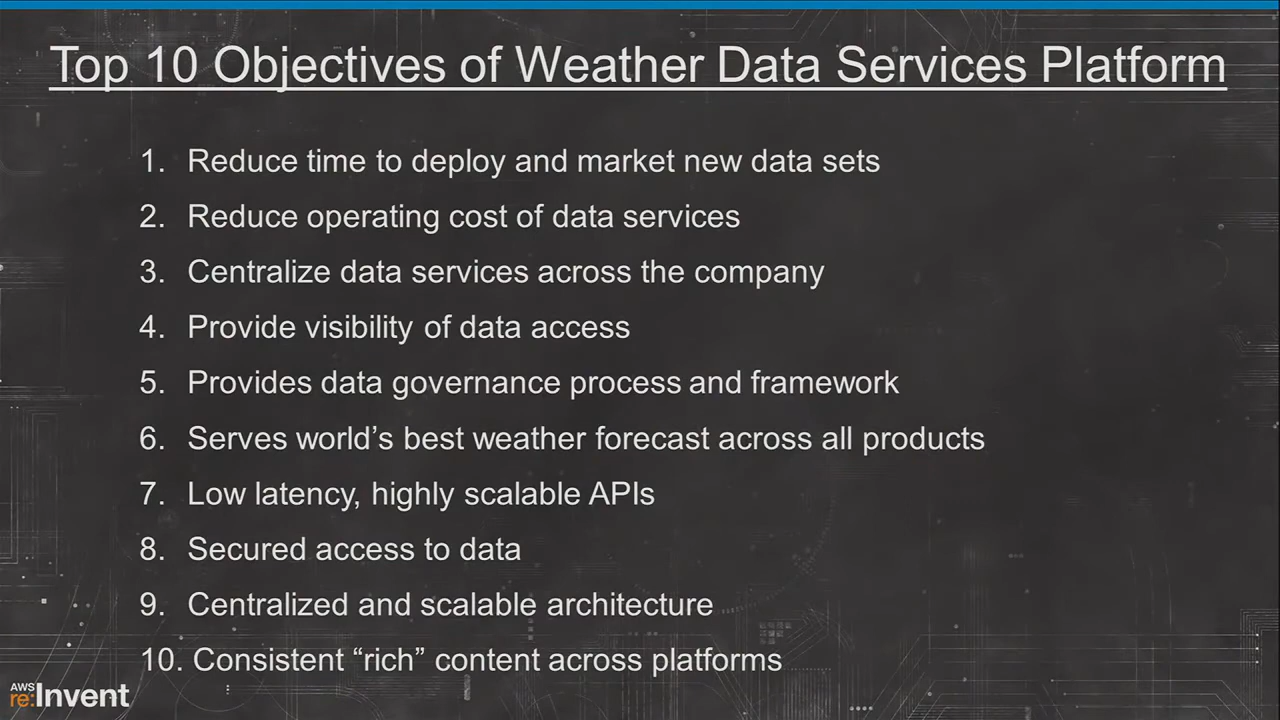 Top 10 Objectives of Weather Data Services Platform
1. Reduce time to deploy and market new data sets
2. Reduce operating cost of data services
3. Centralize data services across the company
4. Provide visibility of data access
5. Provides data governance process and framework
6. Serves world’s best weather forecast across all products
7. Low latency, highly scalable APIs
8. Secured access to data
9. Centralized and scalable architecture
10. Consistent “rich” content across platforms
AWS
re:Invent